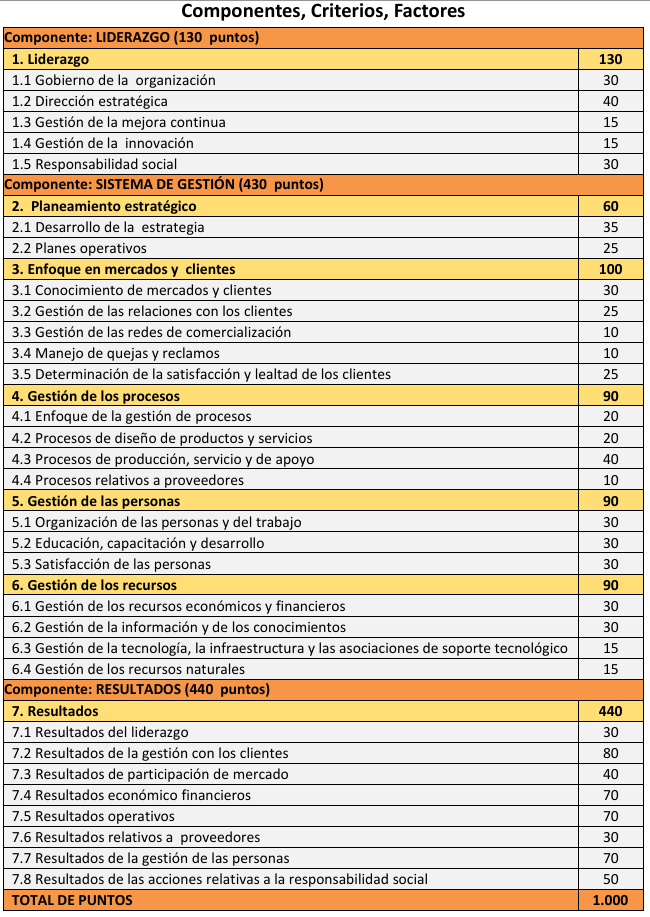 Componentes, Criterios, Factores
Componente: LIDERAZGO (130 puntos)
1. Liderazgo 130
1.1 Gobierno de la organización 30
1.2 Dirección estratégica 40
1.3 Gestión de la mejora continua 15
1.4 Gestión de la innovación 15
1.5 Responsabilidad social 30
Componente: SISTEMA DE GESTIÓN (430 puntos)
2. Planeamiento estratégico 60
2.1 Desarrollo de la estrategia 35
2.2 Planes operativos 25
3. Enfoque en mercados y clientes 100
3.1 Conocimiento de mercados y clientes 30
3.2 Gestión de las relaciones con los clientes 25
3.3 Gestión de las redes de comercialización 10
3.4 Manejo de quejas y reclamos 10
3.5 Determinación de la satisfacción y lealtad de los clientes 25
4. Gestión de los procesos 90
4.1 Enfoque de la gestión de procesos 20
4.2 Procesos de diseño de productos y servicios 20
4.3 Procesos de producción, servicio y de apoyo 40
4.4 Procesos relativos a proveedores 10
5. Gestión de las personas 90
5.1 Organización de las personas y del trabajo 30
5.2 Educación, capacitación y desarrollo 30
5.3 Satisfacción de las personas 30
6. Gestión de los recursos 90
6.1 Gestión de los recursos económicos y financieros 30
6.2 Gestión de la información y de los conocimientos 30
6.3 Gestión de la tecnología, la infraestructura y las asociaciones de soporte tecnológico 15
6.4 Gestión de los recursos naturales 15
Componente: RESULTADOS (440 puntos)
7. Resultados 440
7.1 Resultados del liderazgo 30
7.2 Resultados de la gestión con los clientes 80
7.3 Resultados de participación de mercado 40
7.4 Resultados económico financieros 70
7.5 Resultados operativos 70
7.6 Resultados relativos a proveedores 30
7.7 Resultados de la gestión de las personas 70
7.8 Resultados de las acciones relativas a la responsabilidad social 50
TOTAL DE PUNTOS 1.000